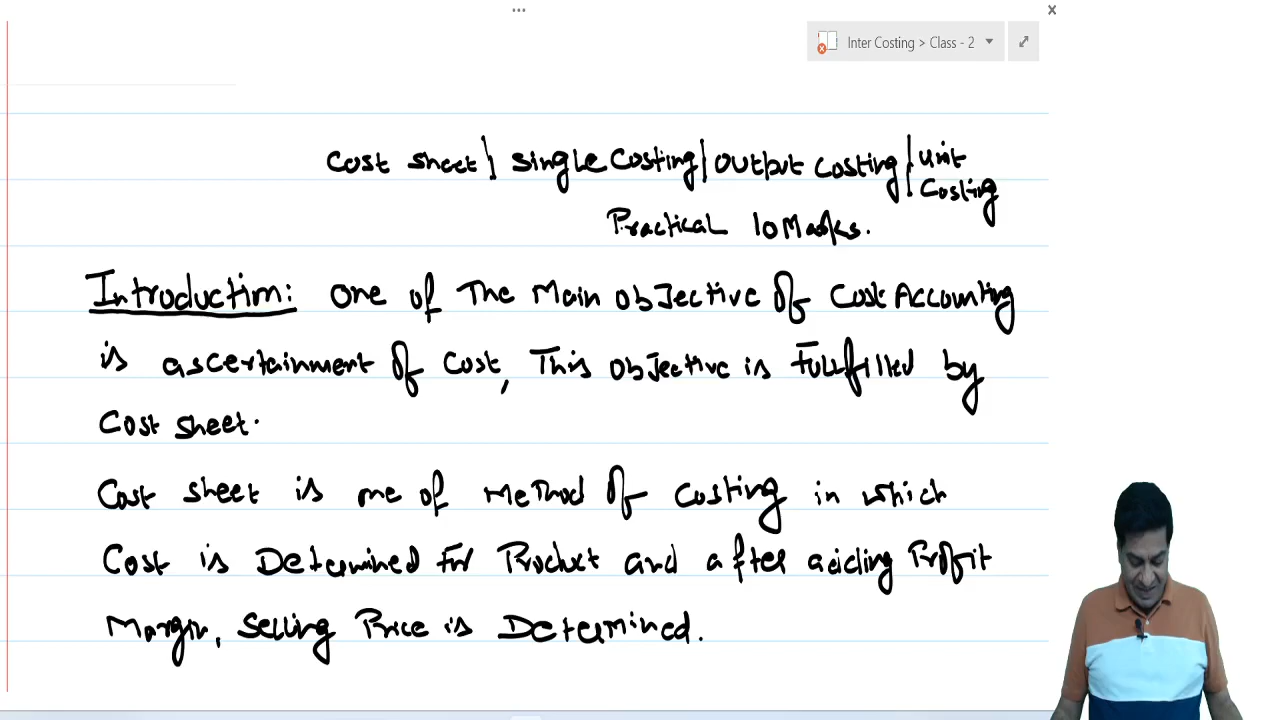 Inter Costing > Class - 2
Cost sheet | single Costing | Output Costing | Unit Costing
Practical 10 Marks.
Introduction: One of The Main Objective of Cost Accounting
is ascertainment of Cost, This Objective is Fullfilled by
Cost sheet.
Cost sheet is one of Method of Costing in which
Cost is Determined For Product and after adding Profit
Margin, Selling Price is Determined.